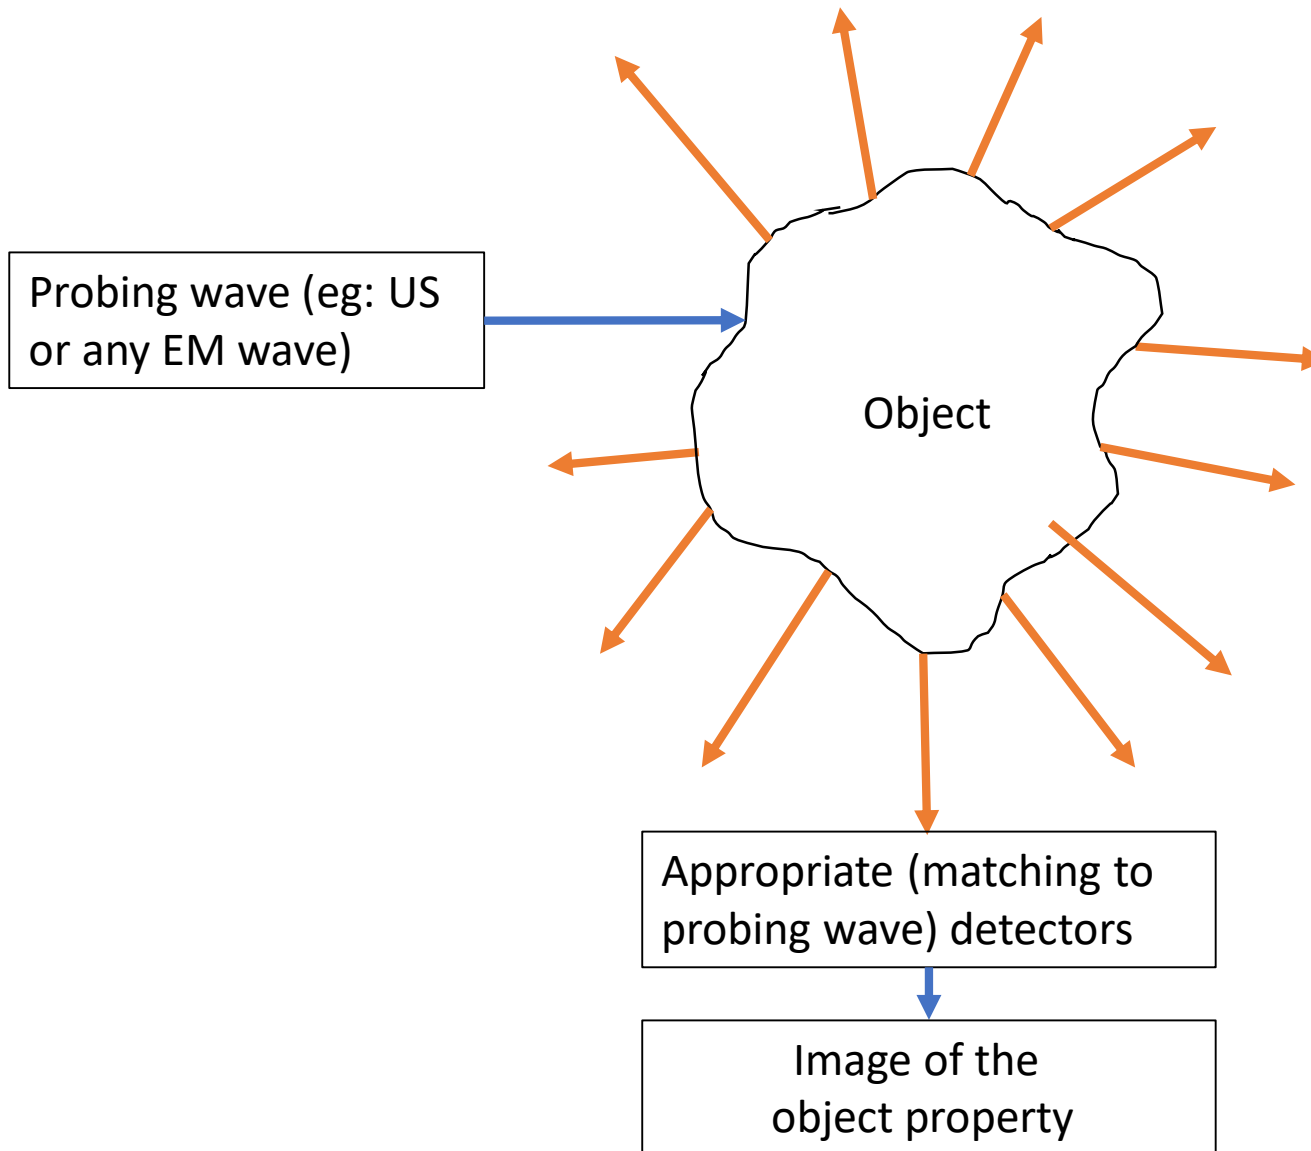 Probing wave (eg: US
or any EM wave)
Object
Appropriate (matching to
probing wave) detectors
Image of the
object property